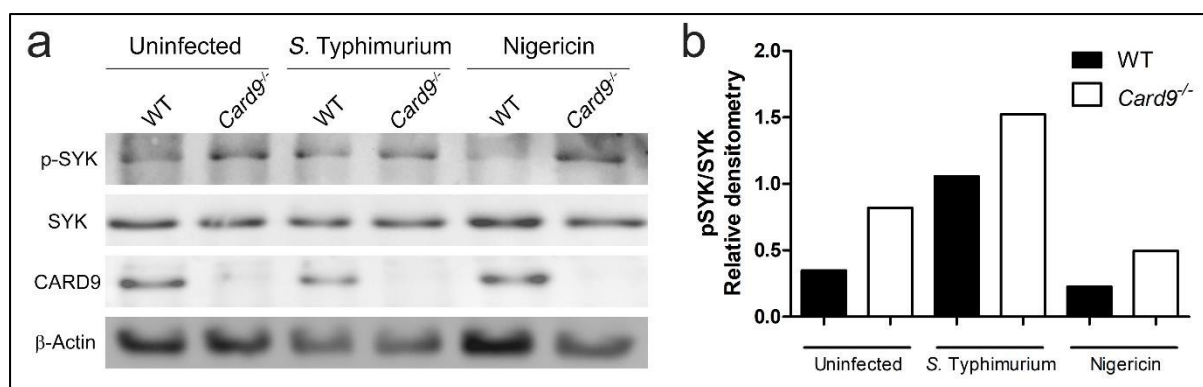 a
Uninfected S. Typhimurium Nigericin
WT Card9-/- WT Card9-/- WT Card9-/-
p-SYK
SYK
CARD9
β-Actin
b
pSYK/SYK
Relative densitometry
2.0
1.5
1.0
0.5
0.0
WT
Card9-/-
Uninfected S. Typhimurium Nigericin